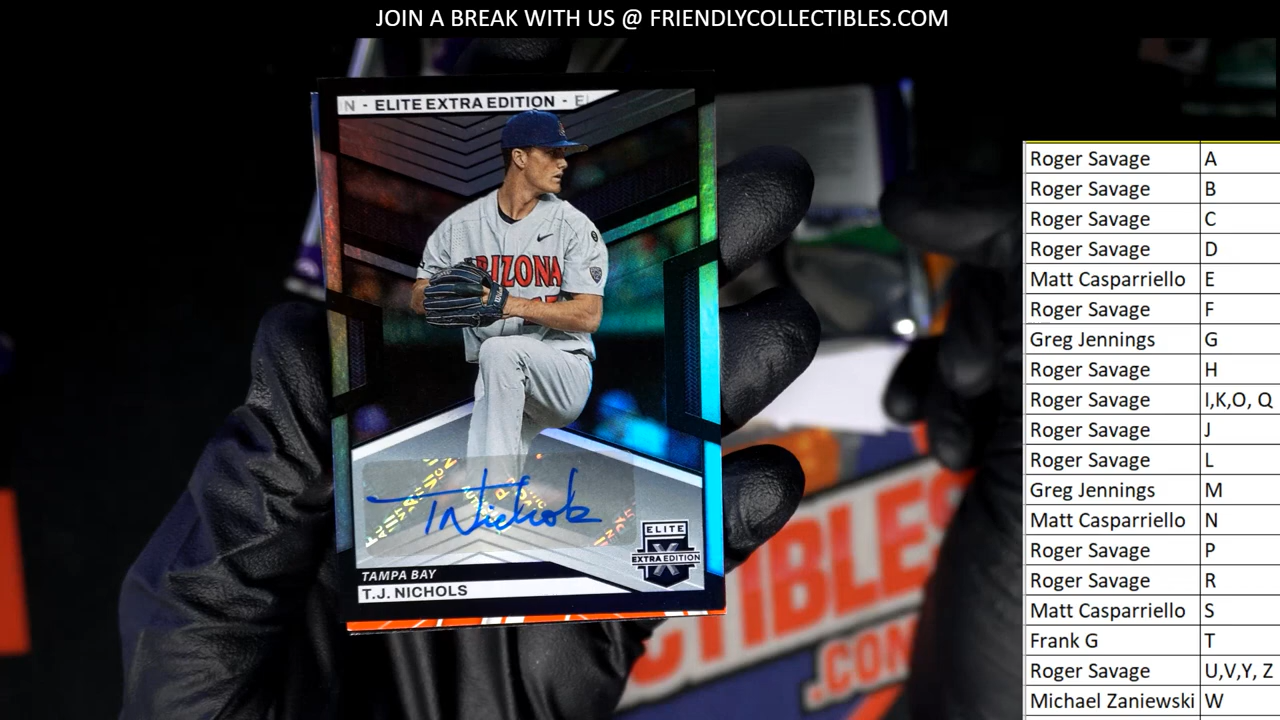 JOIN A BREAK WITH US @ FRIENDLYCOLLECTIBLES.COM
N - ELITE EXTRA EDITION - E
RIZONA
T Nichols
ELITE
X
EXTRA EDITION
TAMPA BAY
T.J. NICHOLS
CTIBLES
.COM
Roger Savage A
Roger Savage B
Roger Savage C
Roger Savage D
Matt Casparriello E
Roger Savage F
Greg Jennings G
Roger Savage H
Roger Savage I,K,O, Q
Roger Savage J
Roger Savage L
Greg Jennings M
Matt Casparriello N
Roger Savage P
Roger Savage R
Matt Casparriello S
Frank G T
Roger Savage U,V,Y, Z
Michael Zaniewski W